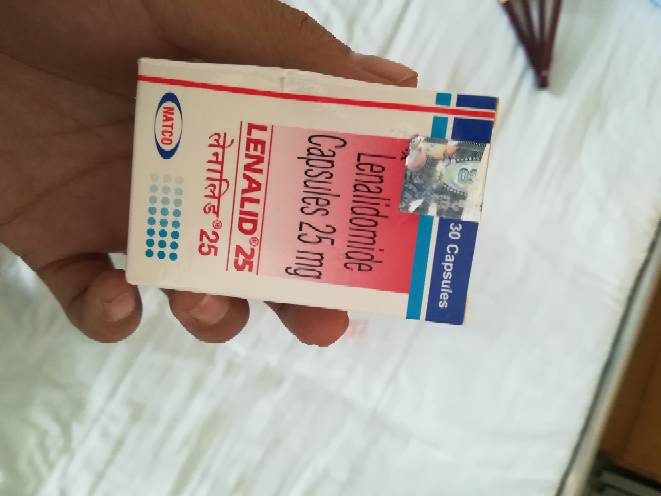 30 Capsules
Lenalidomide
Capsules 25 mg
LENALID® 25
लेनालिड® 25
NATCO